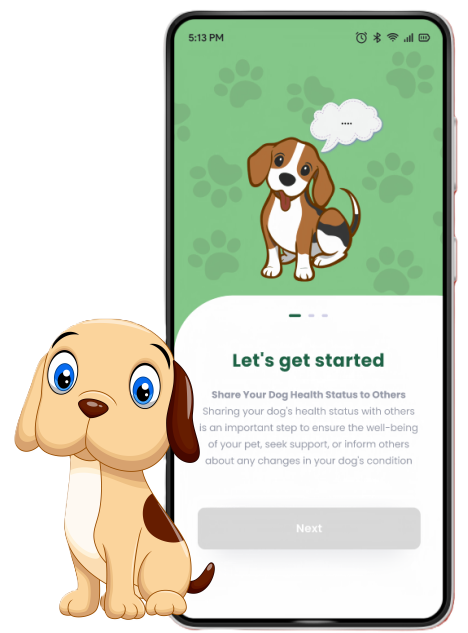 5:13 PM
....
Let's get started
Share Your Dog Health Status to Others
Sharing your dog's health status with others
is an important step to ensure the well-being
of your pet, seek support, or inform others
about any changes in your dog's condition
Next